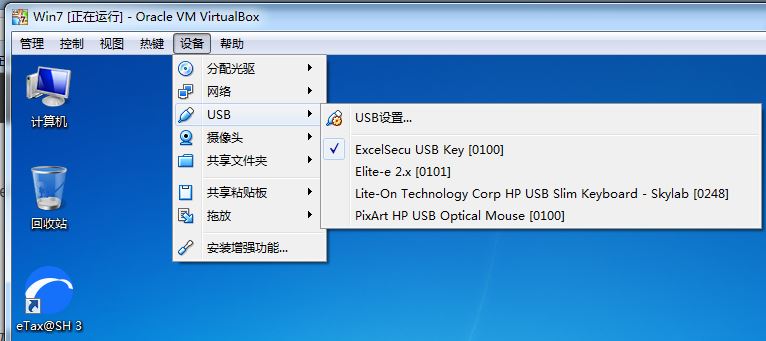 Win7 [正在运行] - Oracle VM VirtualBox
管理 控制 视图 热键 设备 帮助
分配光驱
网络
USB
摄像头
共享文件夹
共享粘贴板
拖放
安装增强功能...
USB设置...
ExcelSecu USB Key [0100]
Elite-e 2.x [0101]
Lite-On Technology Corp HP USB Slim Keyboard - Skylab [0248]
PixArt HP USB Optical Mouse [0100]
计算机
回收站
eTax@SH 3